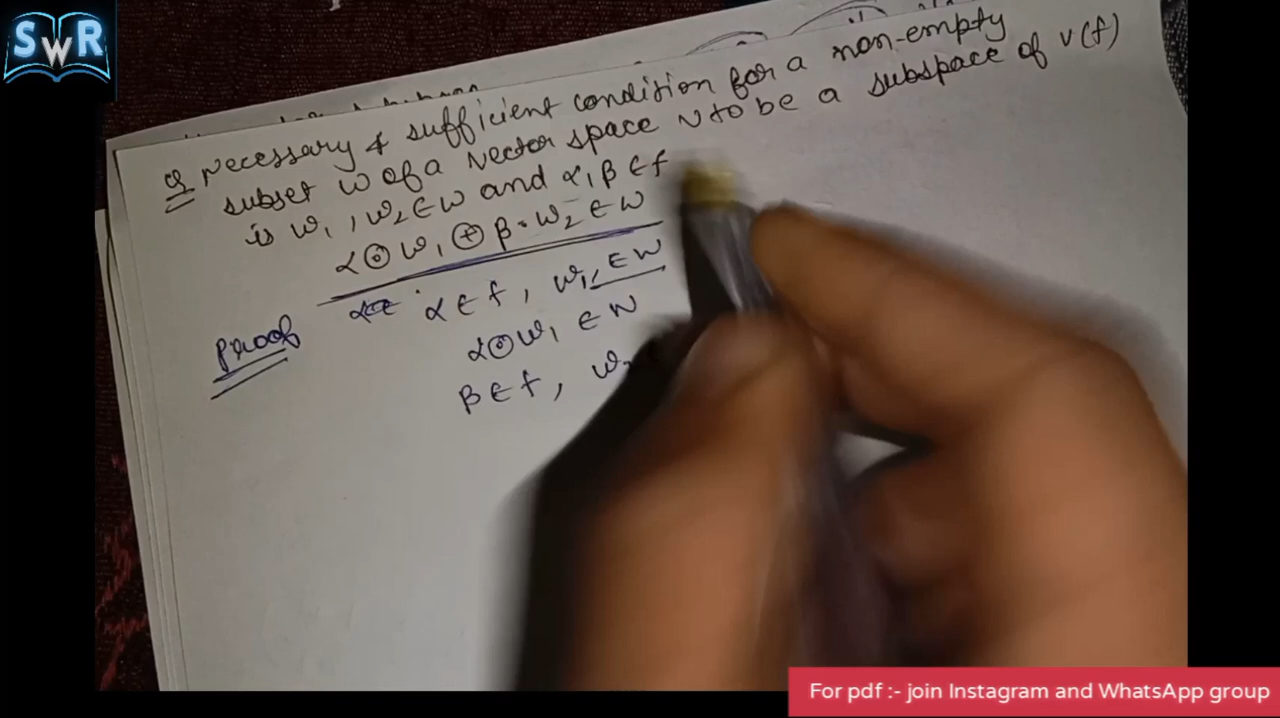 SWR
Q Necessary & sufficient condition for a non-empty
subset W of a Vector space V to be a subspace of V(f)
is w₁, w₂ ∈ W and α, β ∈ f
α ⊙ w₁ ⊕ β · w₂ ∈ W
Proof α ∈ f, w₁ ∈ W
α ⊙ w₁ ∈ W
β ∈ f, w₂
For pdf :- join Instagram and WhatsApp group